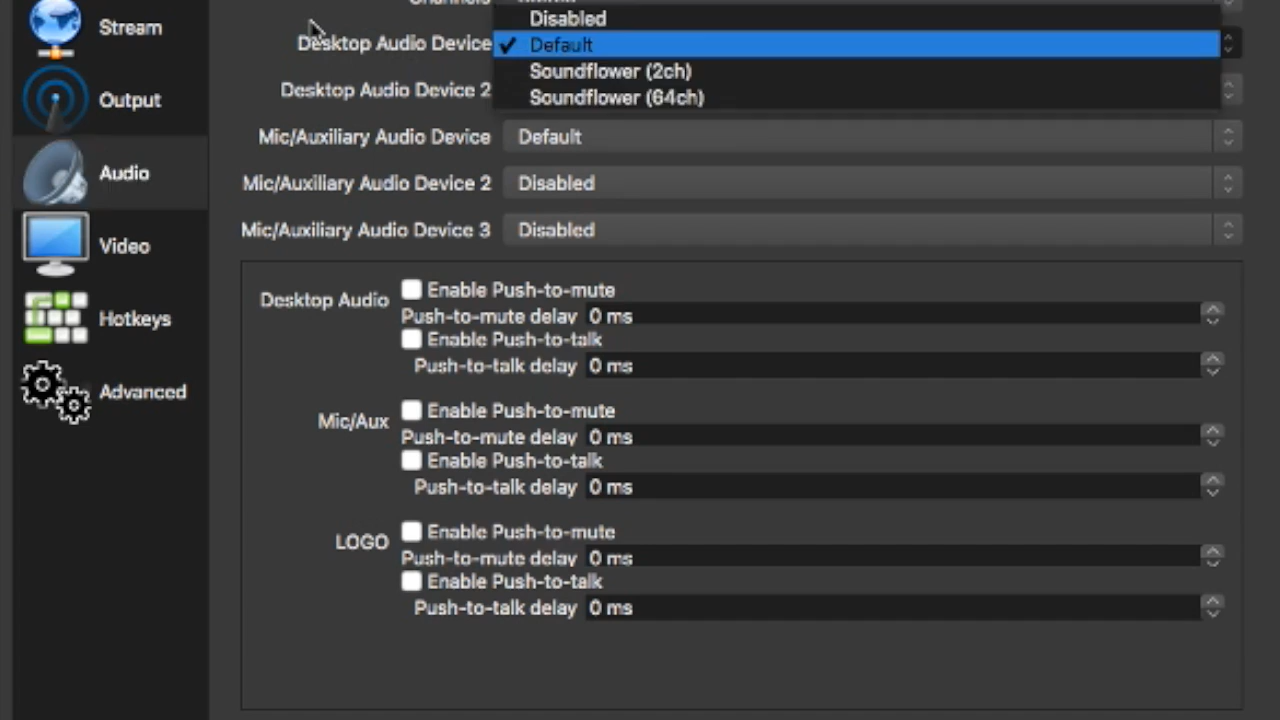 Stream
Output
Audio
Video
Hotkeys
Advanced
Channels
Disabled
Desktop Audio Device ✓ Default
Soundflower (2ch)
Desktop Audio Device 2
Soundflower (64ch)
Mic/Auxiliary Audio Device Default
Mic/Auxiliary Audio Device 2 Disabled
Mic/Auxiliary Audio Device 3 Disabled
Desktop Audio
Enable Push-to-mute
Push-to-mute delay 0 ms
Enable Push-to-talk
Push-to-talk delay 0 ms
Mic/Aux
Enable Push-to-mute
Push-to-mute delay 0 ms
Enable Push-to-talk
Push-to-talk delay 0 ms
LOGO
Enable Push-to-mute
Push-to-mute delay 0 ms
Enable Push-to-talk
Push-to-talk delay 0 ms